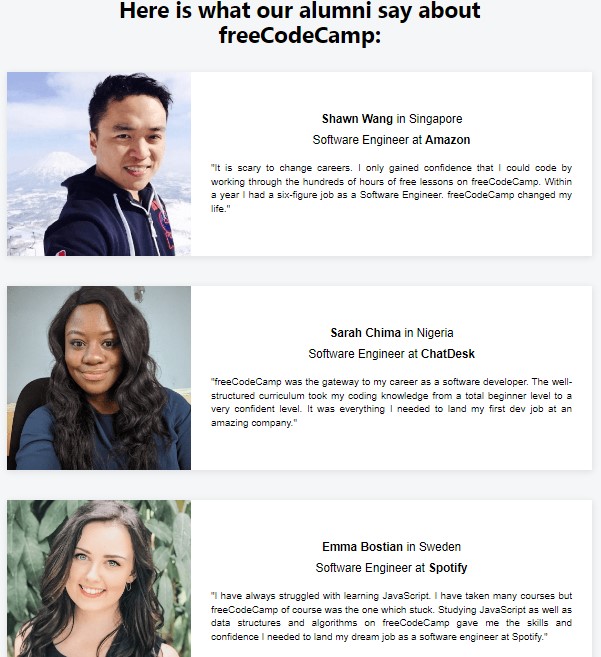 Here is what our alumni say about
freeCodeCamp:
Shawn Wang in Singapore
Software Engineer at Amazon
"It is scary to change careers. I only gained confidence that I could code by
working through the hundreds of hours of free lessons on freeCodeCamp. Within
a year I had a six-figure job as a Software Engineer. freeCodeCamp changed my
life."
Sarah Chima in Nigeria
Software Engineer at ChatDesk
"freeCodeCamp was the gateway to my career as a software developer. The well-
structured curriculum took my coding knowledge from a total beginner level to a
very confident level. It was everything I needed to land my first dev job at an
amazing company."
Emma Bostian in Sweden
Software Engineer at Spotify
"I have always struggled with learning JavaScript. I have taken many courses but
freeCodeCamp of course was the one which stuck. Studying JavaScript as well as
data structures and algorithms on freeCodeCamp gave me the skills and
confidence I needed to land my dream job as a software engineer at Spotify."